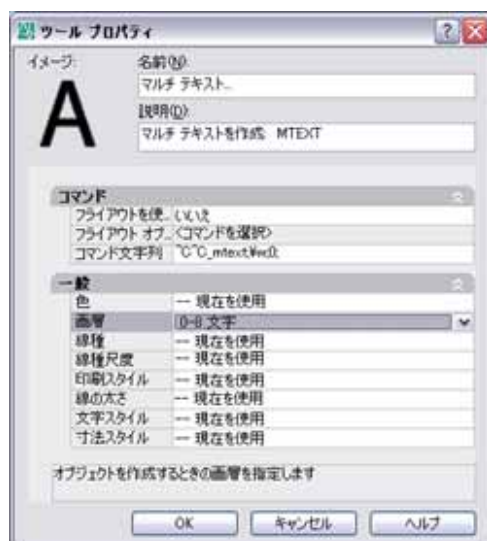 ツール プロパティ
イメージ:
名前(N):
マルチ テキスト...
A
説明(D):
マルチ テキストを作成: MTEXT
コマンド
フライアウトを使... いいえ
フライアウト オブ... <コマンドを選択>
コマンド文字列 ^C^C_mtext;
一般
色 --- 現在を使用
画層 0-8 文字
線種 --- 現在を使用
線種尺度 --- 現在を使用
印刷スタイル --- 現在を使用
線の太さ --- 現在を使用
文字スタイル --- 現在を使用
寸法スタイル --- 現在を使用
オブジェクトを作成するときの画層を指定します
OK キャンセル ヘルプ